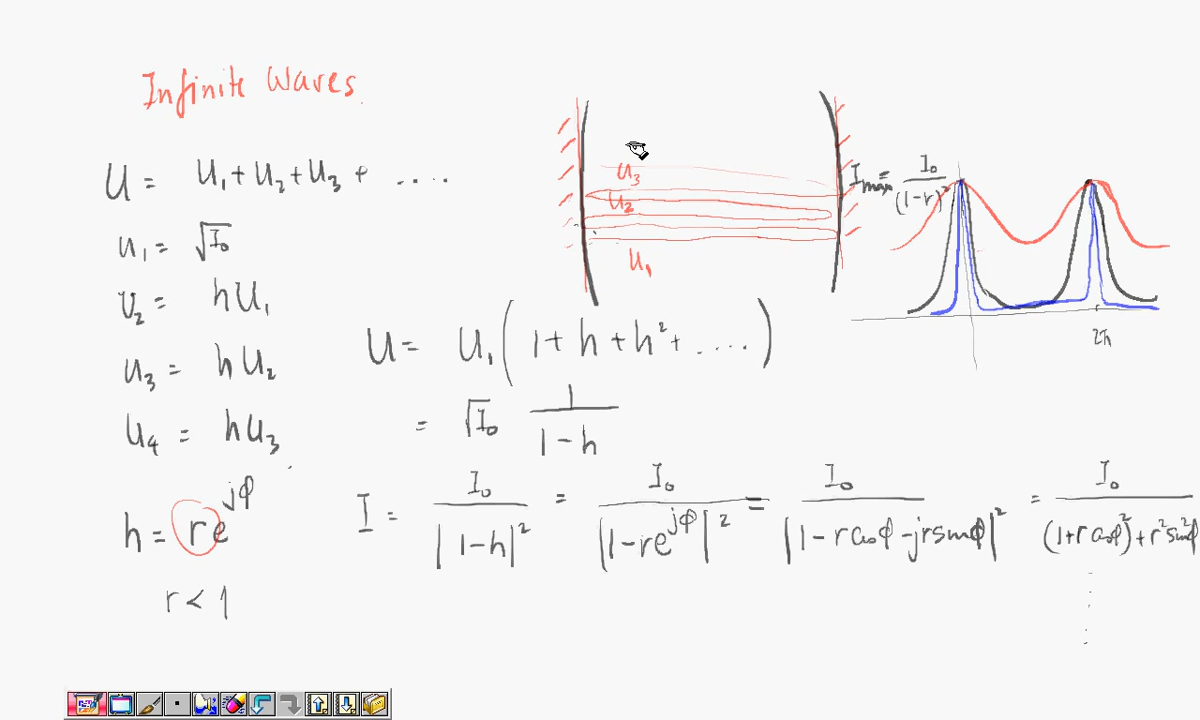 Infinite Waves.
U = U₁ + U₂ + U₃ + ....
U₁ = √I₀
U₂ = hU₁
U₃ = hU₂
U₄ = hU₃
h = re^jφ
r < 1
U₃
U₂
U₁
I_max = I₀/(1-r)²
2π
U = U₁(1 + h + h² + ....)
= √I₀ 1/(1-h)
I = I₀/|1-h|² = I₀/|1-re^jφ|² = I₀/|1-rcosφ-jrsinφ|² = I₀/((1+rcosφ)²+r²sin²φ)